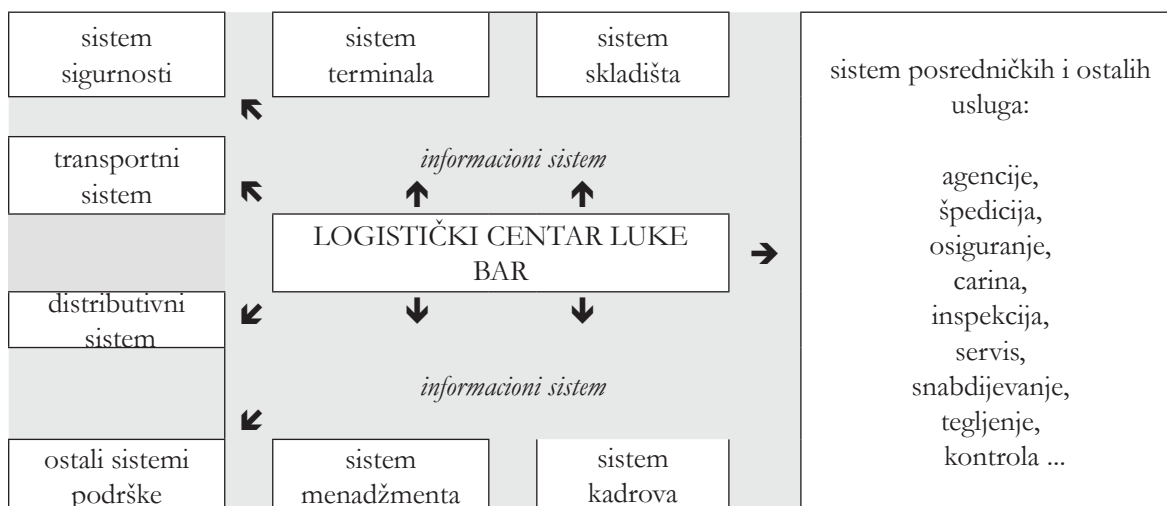 sistem
sigurnosti
sistem
terminala
sistem
skladišta
transportni
sistem
informacioni sistem
LOGISTIČKI CENTAR LUKE
BAR
distributivni
sistem
informacioni sistem
ostali sistemi
podrške
sistem
menadžmenta
sistem
kadrova
sistem posredničkih i ostalih
usluga:
agencije,
špedicija,
osiguranje,
carina,
inspekcija,
servis,
snabdijevanje,
tegljenje,
kontrola ...